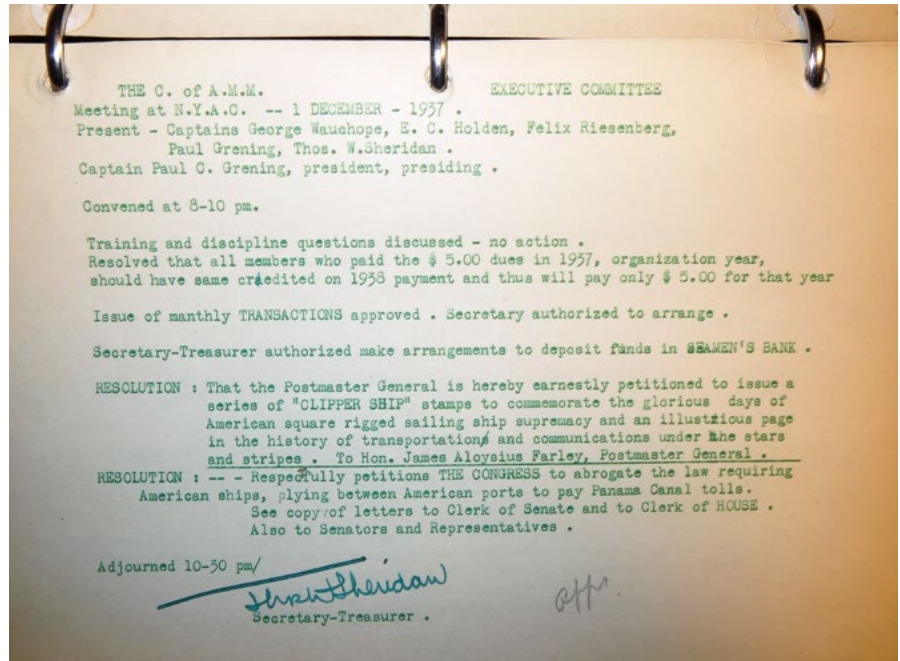 THE C. of A.M.M. EXECUTIVE COMMITTEE
Meeting at N.Y.A.C. -- 1 DECEMBER - 1937 .
Present - Captains George Wauchope, E. C. Holden, Felix Riesenberg,
Paul Grening, Thos. W.Sheridan .
Captain Paul C. Grening, president, presiding .
Convened at 8-10 pm.
Training and discipline questions discussed - no action .
Resolved that all members who paid the $ 5.00 dues in 1937, organization year,
should have same credited on 1938 payment and thus will pay only $ 5.00 for that year
Issue of manthly TRANSACTIONS approved . Secretary authorized to arrange .
Secretary-Treasurer authorized make arrangements to deposit funds in SEAMEN'S BANK .
RESOLUTION : That the Postmaster General is hereby earnestly petitioned to issue a
series of "CLIPPER SHIP" stamps to commemorate the glorious days of
American square rigged sailing ship supremacy and an illustrious page
in the history of transportation and communications under the stars
and stripes . To Hon. James Aloysius Farley, Postmaster General .
RESOLUTION : -- - Respectfully petitions THE CONGRESS to abrogate the law requiring
American ships, plying between American ports to pay Panama Canal tolls.
See copy of letters to Clerk of Senate and to Clerk of HOUSE .
Also to Senators and Representatives .
Adjourned 10-30 pm/
Thos W Sheridan
Secretary-Treasurer .